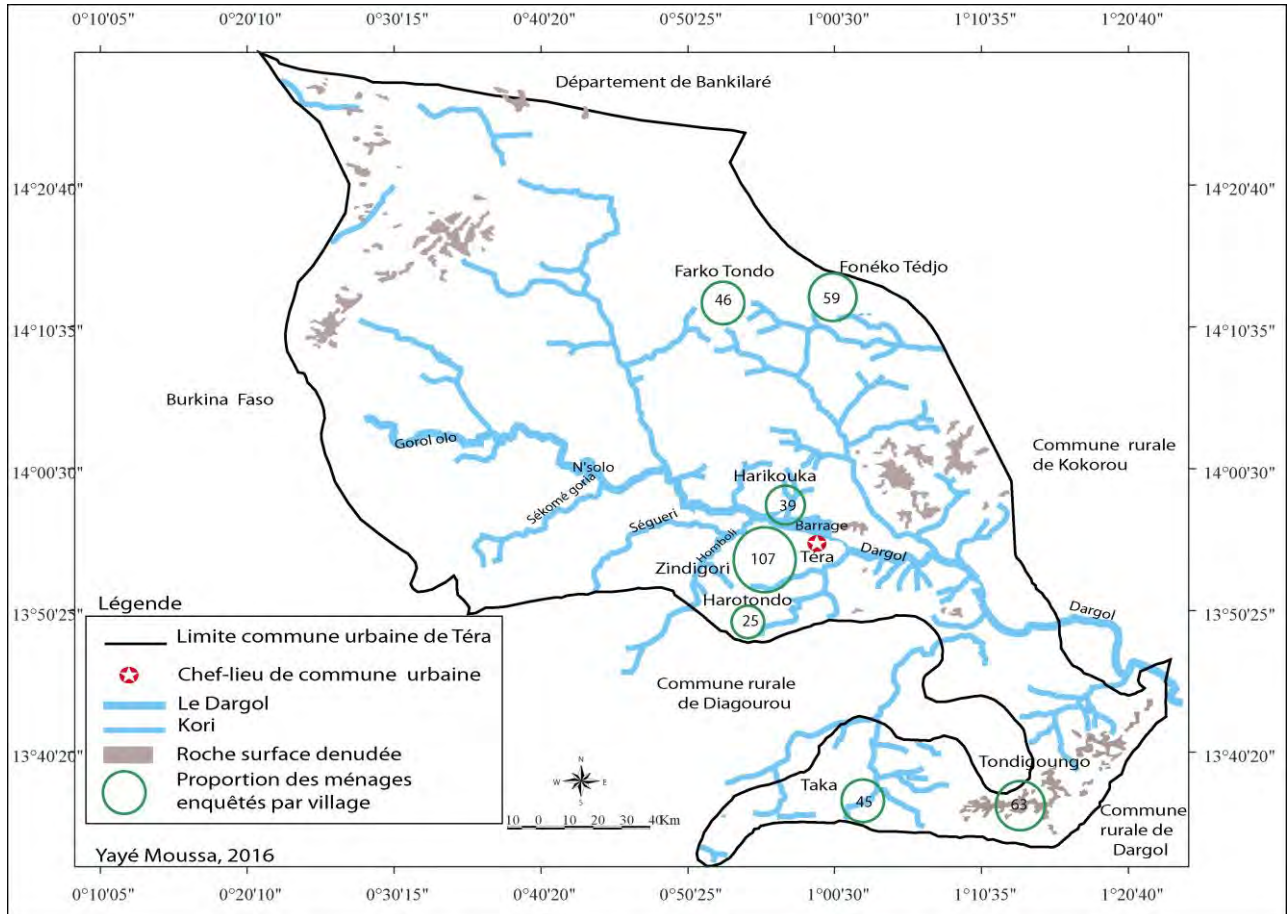 0°10'05" 0°20'10" 0°3015" 0°40'20" 0°50'25" 1°00'30" 1°10'35" 1°20'40"
Département de Bankilaré
14°20'40" 14°20'40"
Farko Tondo Fonéko Tédjo
46 59
14°10'35" 14°10'35"
Burkina Faso
Gorol olo
Commune rurale
de Kokorou
14°00'30" 14°00'30"
N'solo
Harikouka
Sékomé goria
39
Ségueri
Barrage
Homboli
Dargol
107 Téra
Zindigori
Harotondo
25
Dargol
13°50'25" 13°50'25"
Légende
Limite commune urbaine de Téra
Chef-lieu de commune urbaine
Le Dargol
Kori
Roche surface denudée
Proportion des ménages
enquêtés par village
Commune rurale
de Diagourou
13°40'20" 13°40'20"
Tondigoungo
Taka
45 63
N
W E
S
10 0 10 20 30 40Km
Commune
rurale de
Dargol
Yayé Moussa, 2016
0°10'05" 0°20'10" 0°30'15" 0°40'20" 0°50'25" 1°00'30" 1°10'35" 1°20'40"